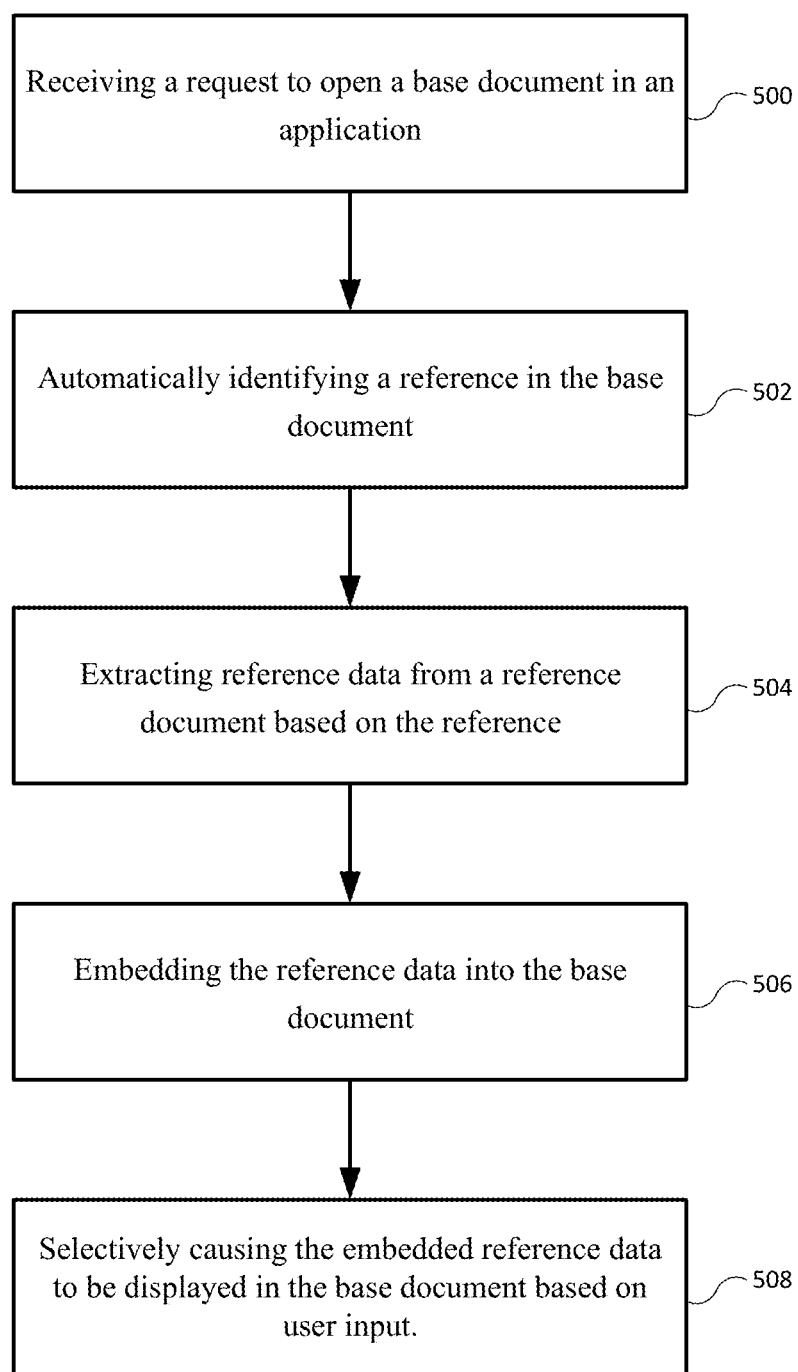 Receiving a request to open a base document in an
application
500
Automatically identifying a reference in the base
document
502
Extracting reference data from a reference
document based on the reference
504
Embedding the reference data into the base
document
506
Selectively causing the embedded reference data
to be displayed in the base document based on
user input.
508